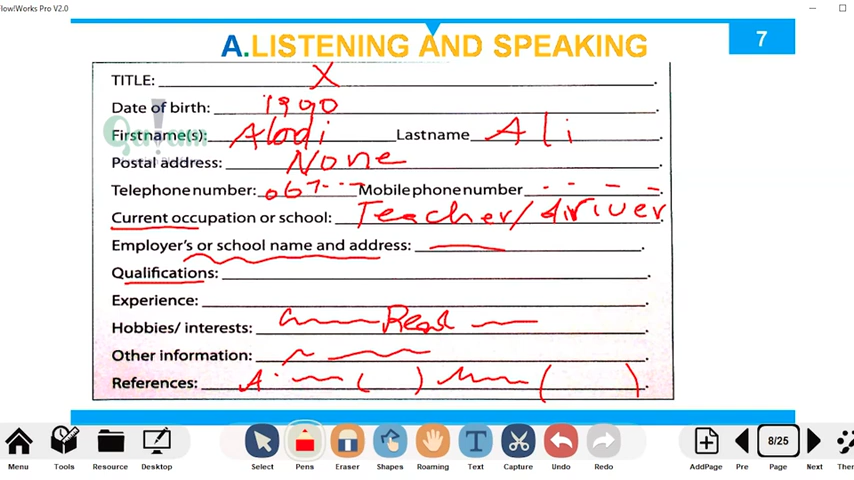 Flow!Works Pro V2.0
A.LISTENING AND SPEAKING
7
TITLE: X
Date of birth: 1990
Firstname(s): Abdi Lastname Ali
Postal address: None
Telephone number: 067--- Mobile phone number - - - -
Current occupation or school: Teacher/driver
Employer's or school name and address:
Qualifications:
Experience:
Hobbies/ interests: Read
Other information:
References: A. ( ) ( )
Menu Tools Resource Desktop Select Pens Eraser Shapes Roaming Text Capture Undo Redo AddPage Pre 8/25 Page Next Ther